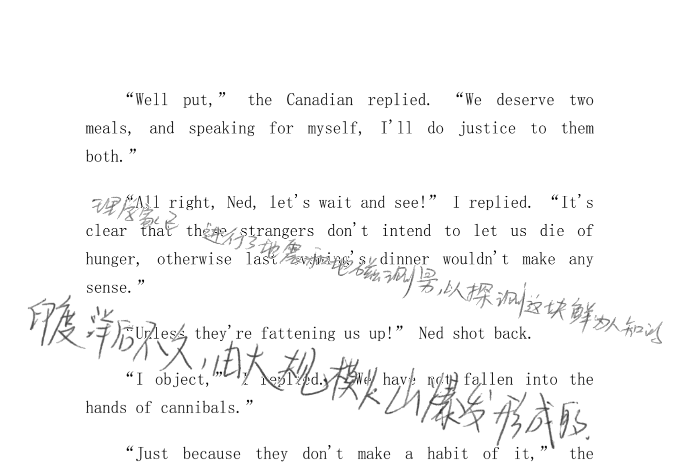 “Well put,” the Canadian replied. “We deserve two
meals, and speaking for myself, I'll do justice to them
both.”
“All right, Ned, let's wait and see!” I replied. “It's
clear that these strangers don't intend to let us die of
hunger, otherwise last evening's dinner wouldn't make any
sense.”
“Unless they're fattening us up!” Ned shot back.
“I object,” I replied. “We have not fallen into the
hands of cannibals.”
“Just because they don't make a habit of it,” the
进行了地震和地磁测量,以探测这块鲜为人知的
印度洋后不久,由大规模火山爆发形成的